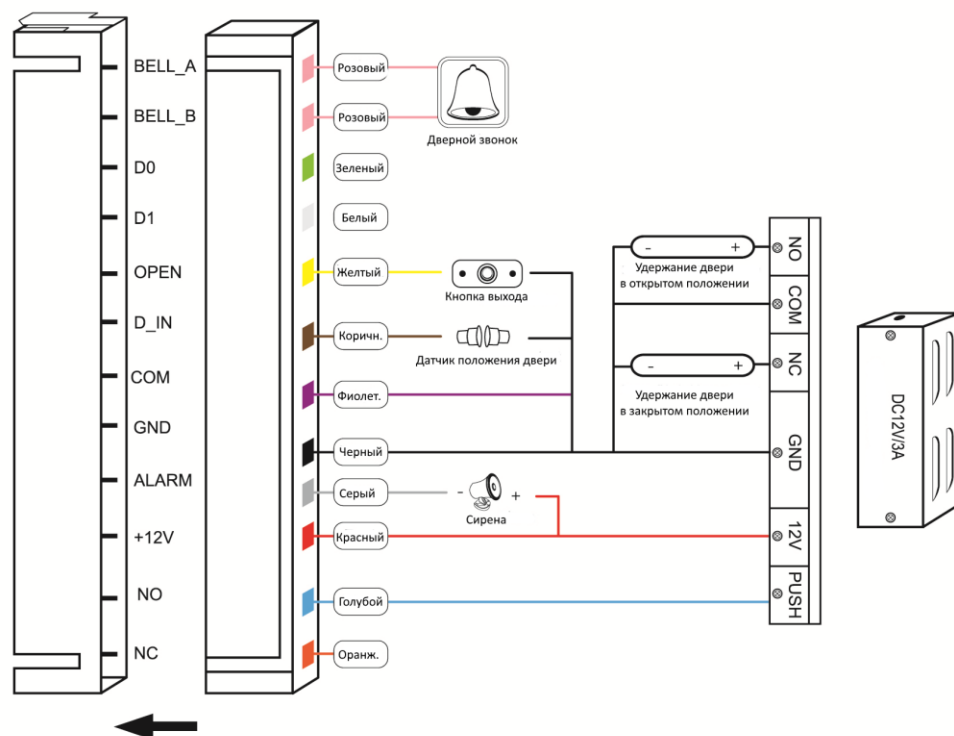 BELL_A
Розовый
BELL_B
Розовый
Дверной звонок
D0
Зеленый
D1
Белый
OPEN
Желтый
Кнопка выхода
D_IN
Коричн.
Датчик положения двери
COM
Фиолет.
GND
Черный
ALARM
Серый
- +
Сирена
+12V
Красный
NO
Голубой
NC
Оранж.
- +
Удержание двери
в открытом положении
- +
Удержание двери
в закрытом положении
NO
COM
NC
GND
12V
PUSH
DC12V/3A